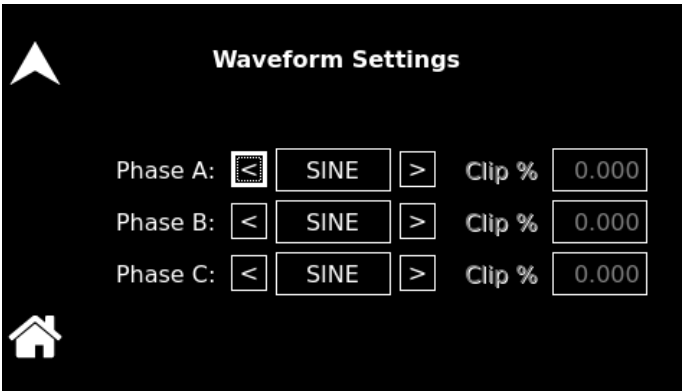 Waveform Settings
Phase A: < SINE > Clip % 0.000
Phase B: < SINE > Clip % 0.000
Phase C: < SINE > Clip % 0.000